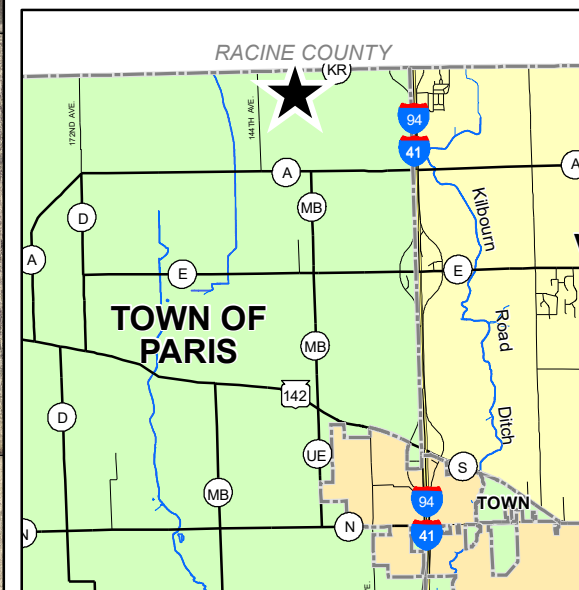 RACINE COUNTY
KR
172ND AVE.
144TH AVE.
94
41
A
A
D
MB
Kilbourn
A
E
E
TOWN OF
PARIS
MB
Road
142
D
Ditch
UE
S
MB
94
TOWN
N
N
41